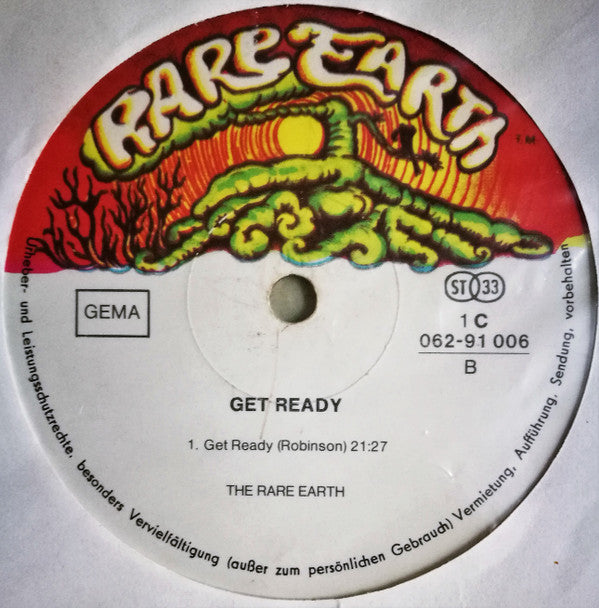 RARE EARTH
T.M.
GEMA
ST 33
1 C
062-91 006
B
GET READY
1. Get Ready (Robinson) 21:27
THE RARE EARTH
Urheber- und Leistungsschutzrechte, besonders Vervielfältigung (außer zum persönlichen Gebrauch) Vermietung, Aufführung, Sendung, vorbehalten